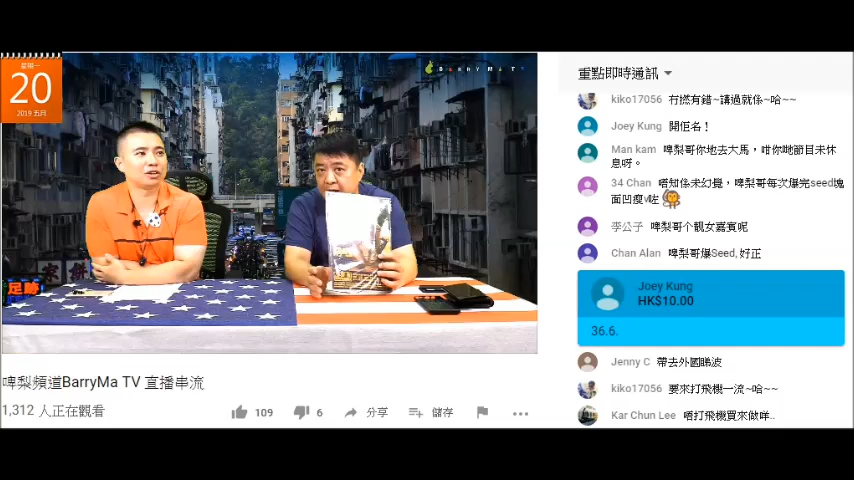 星期一
20
2019 五月
BARRYMATV
足跡
啤梨頻道BarryMa TV 直播串流
1,312 人正在觀看
109
6
分享
儲存
重點即時通訊
kiko17056 冇撚有錯~講過就係~哈~~
Joey Kung 開佢名！
Man kam 啤梨哥你地去大馬，咁你哋節目未休
息呀。
34 Chan 唔知係未幻覺，啤梨哥每次爆完seed塊
面凹瘦v咗
李公子 啤梨哥个靚女嘉賓呢
Chan Alan 啤梨哥爆Seed, 好正
Joey Kung
HK$10.00
36.6.
Jenny C 帶去外國睇波
kiko17056 要來打飛機一流~哈~~
Kar Chun Lee 唔打飛機買來做咩..